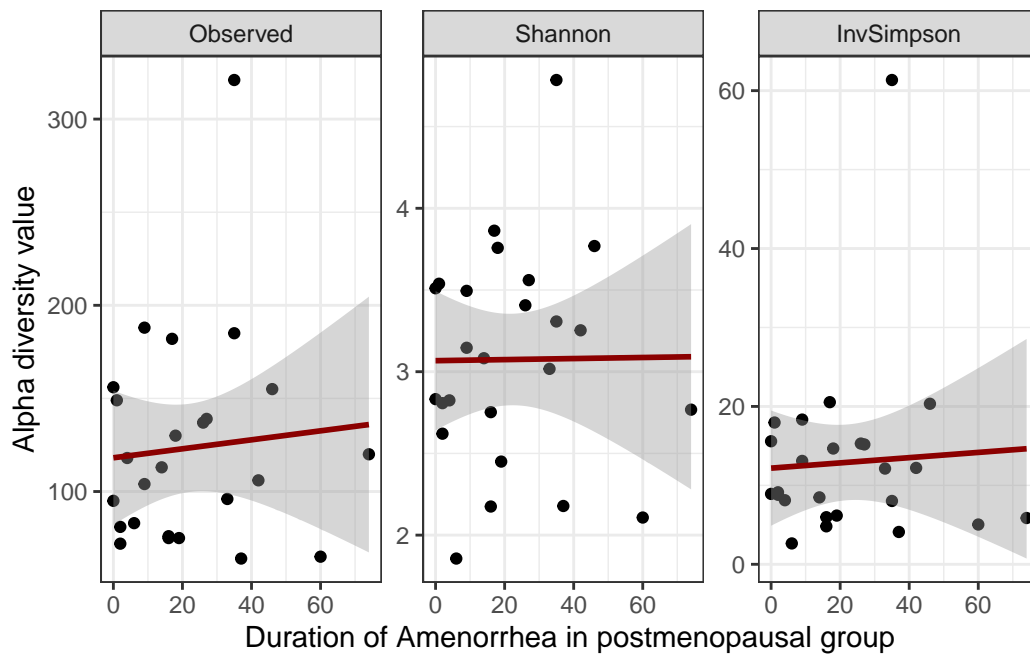 Observed
Shannon
InvSimpson
Alpha diversity value
300
200
100
0 20 40 60
4
3
2
0 20 40 60
60
40
20
0
0 20 40 60
Duration of Amenorrhea in postmenopausal group